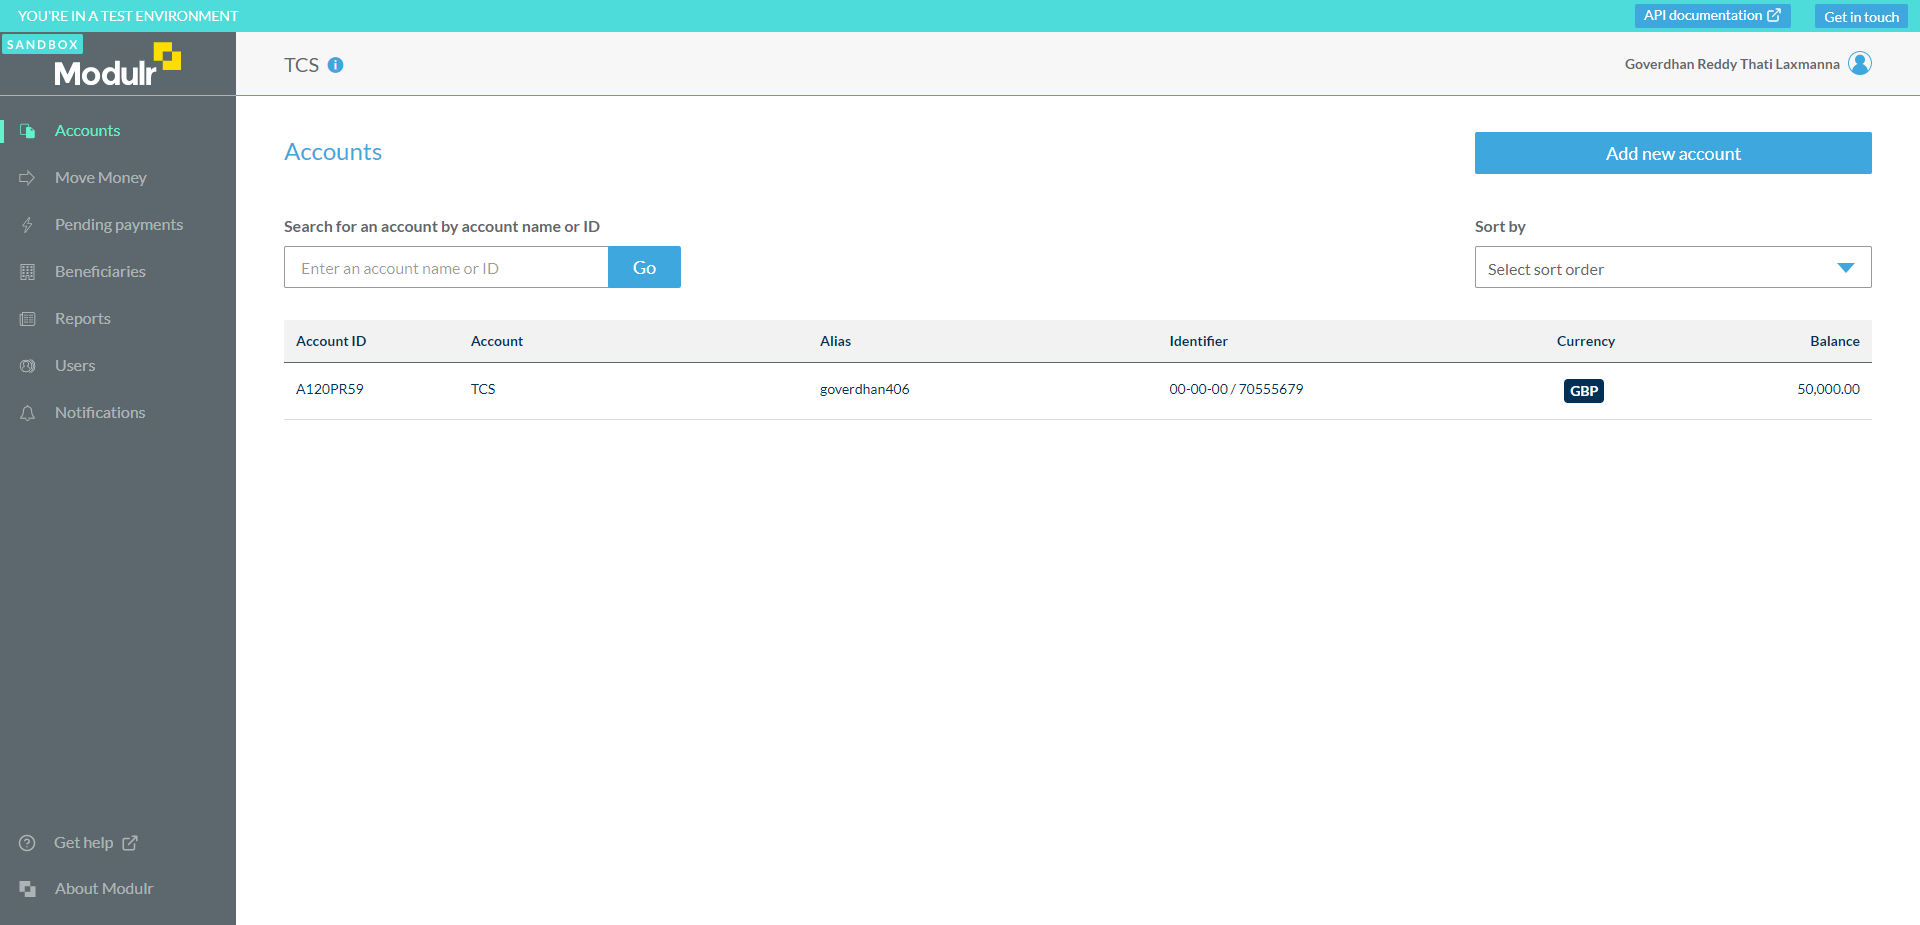 YOU'RE IN A TEST ENVIRONMENT
API documentation
Get in touch
SANDBOX
Modulr
TCS
Goverdhan Reddy Thati Laxmanna
Accounts
Move Money
Pending payments
Beneficiaries
Reports
Users
Notifications
Get help
About Modulr
Accounts
Add new account
Search for an account by account name or ID
Enter an account name or ID
Go
Sort by
Select sort order
Account ID Account Alias Identifier Currency Balance
A120PR59 TCS goverdhan406 00-00-00 / 70555679 GBP 50,000.00